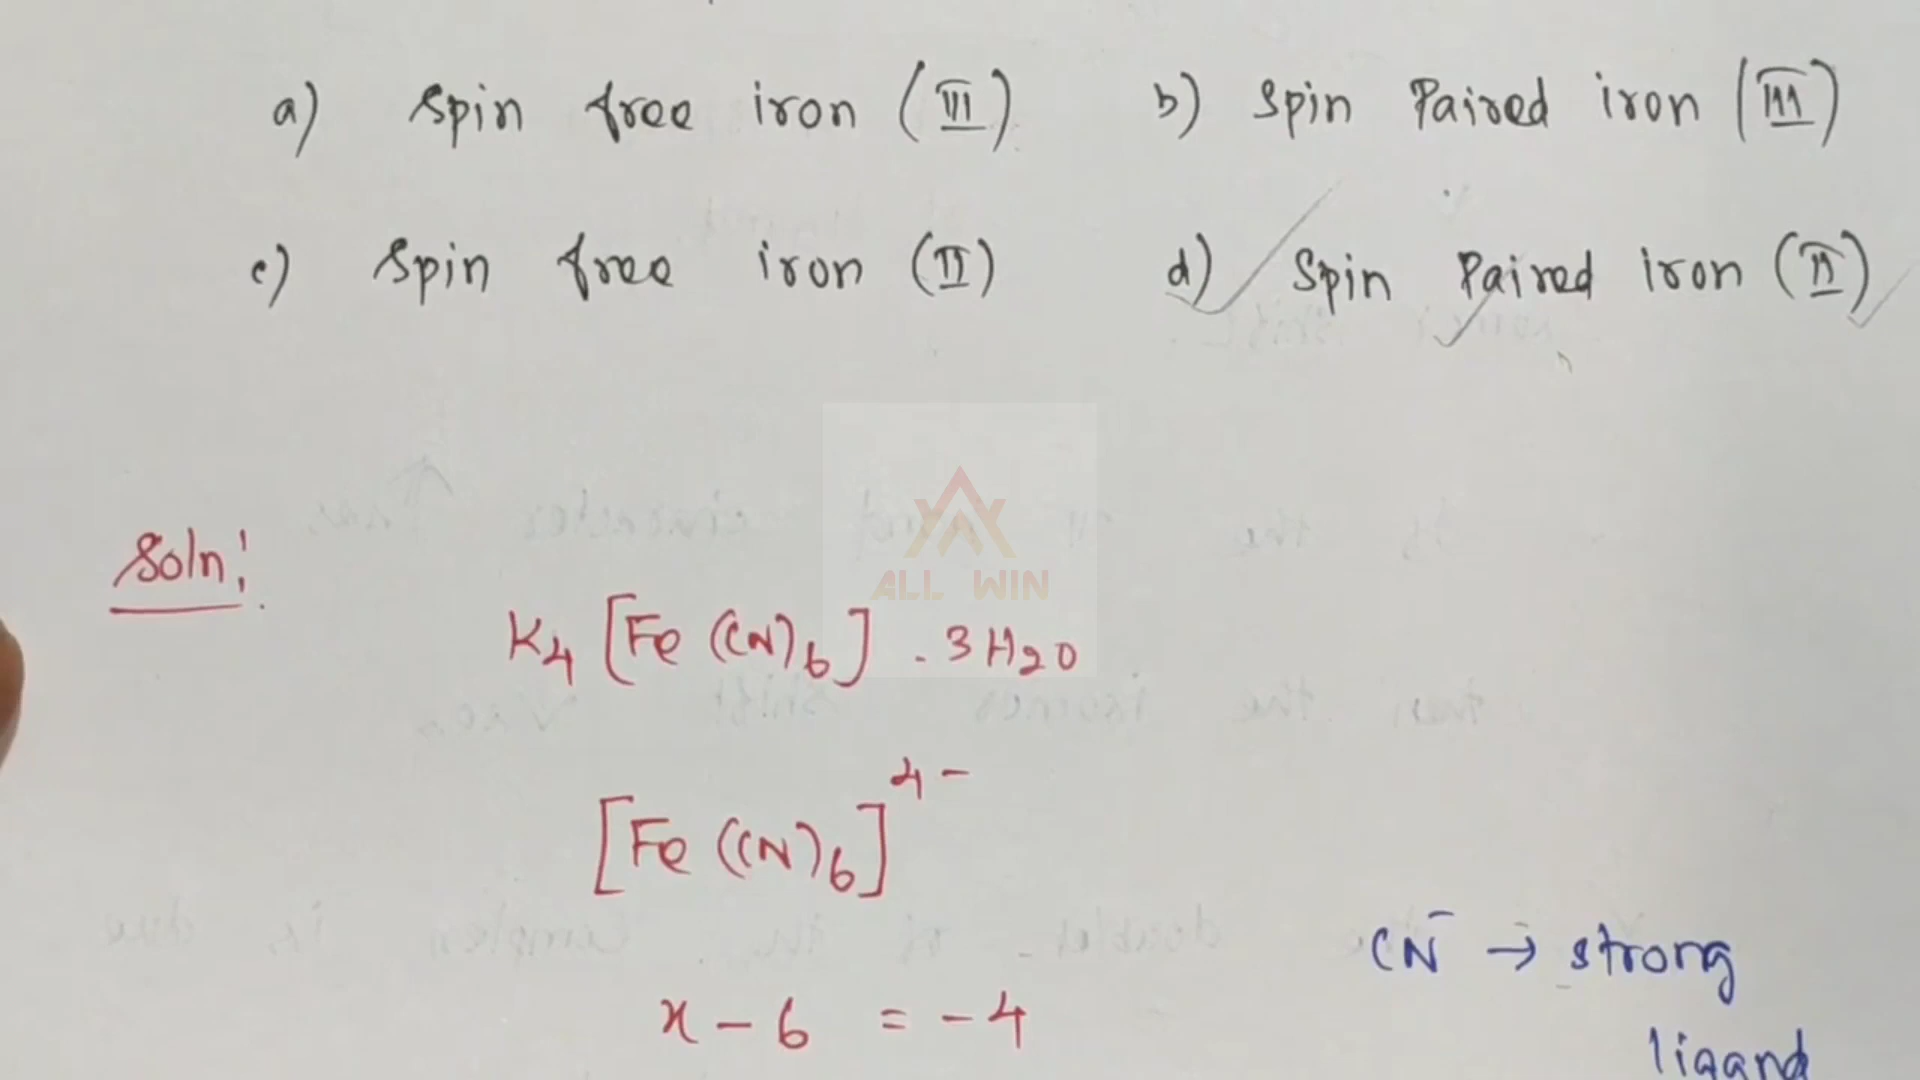 a) Spin free iron (III) b) Spin Paired iron (III)
c) Spin free iron (II) d) Spin Paired iron (II)
Soln:
ALL WIN
K4 [Fe (CN)6] . 3H2O
[Fe (CN)6]4-
CN- → strong
x - 6 = -4
ligand